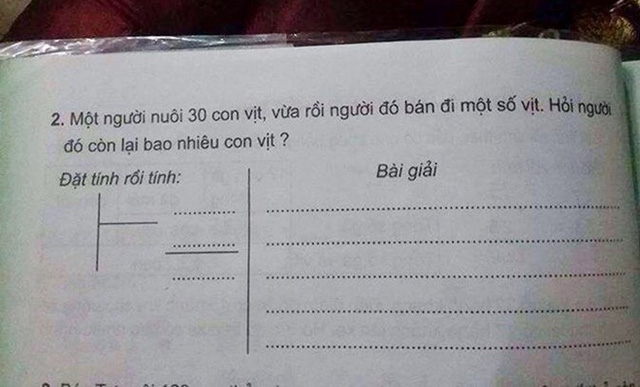 2. Một người nuôi 30 con vịt, vừa rồi người đó bán đi một số vịt. Hỏi người
đó còn lại bao nhiêu con vịt ?
Đặt tính rồi tính:
Bài giải